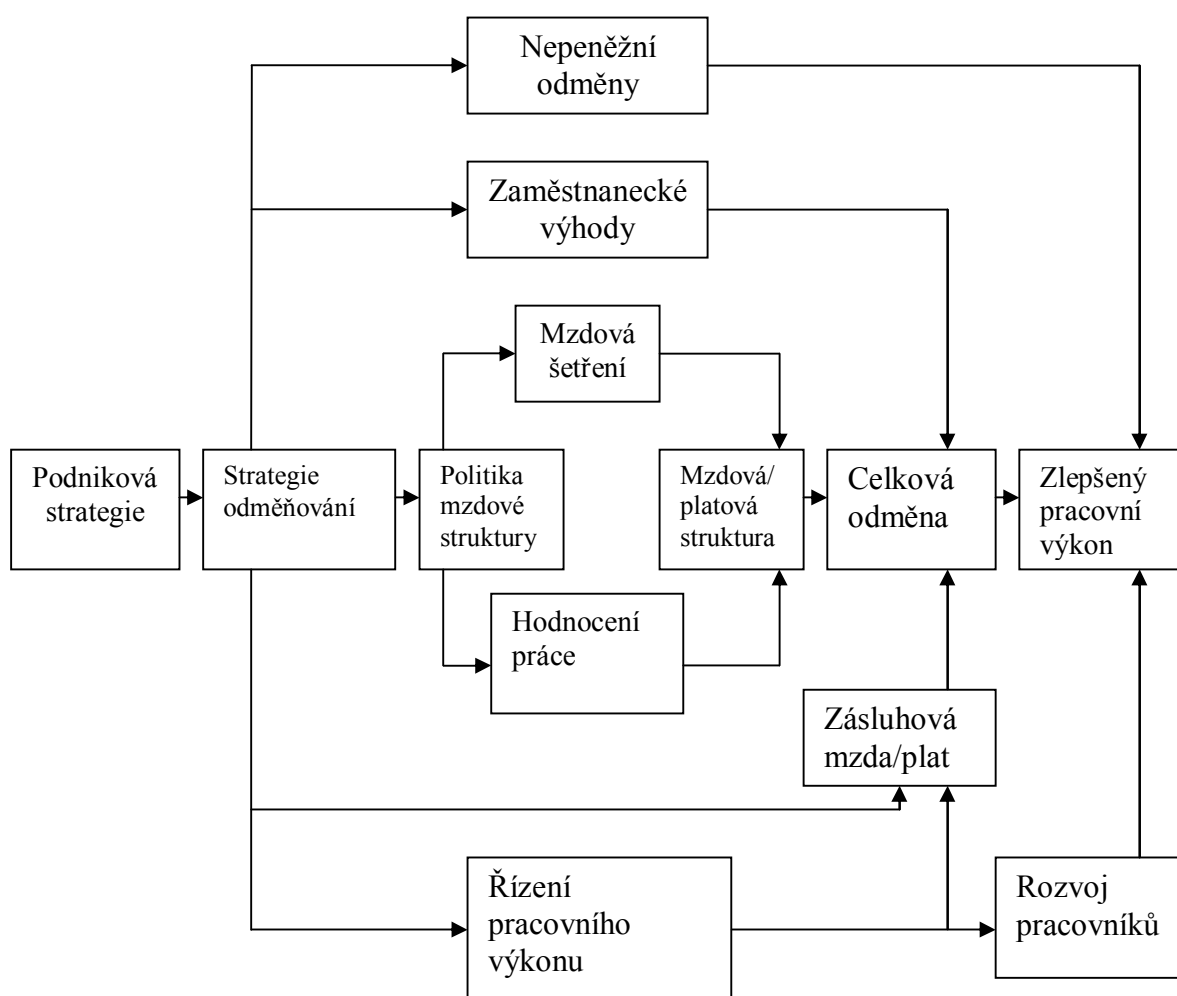 Nepeněžní
odměny
Zaměstnanecké
výhody
Mzdová
šetření
Podniková
strategie
Strategie
odměňování
Politika
mzdové
struktury
Mzdová/
platová
struktura
Celková
odměna
Zlepšený
pracovní
výkon
Hodnocení
práce
Zásluhová
mzda/plat
Řízení
pracovního
výkonu
Rozvoj
pracovníků